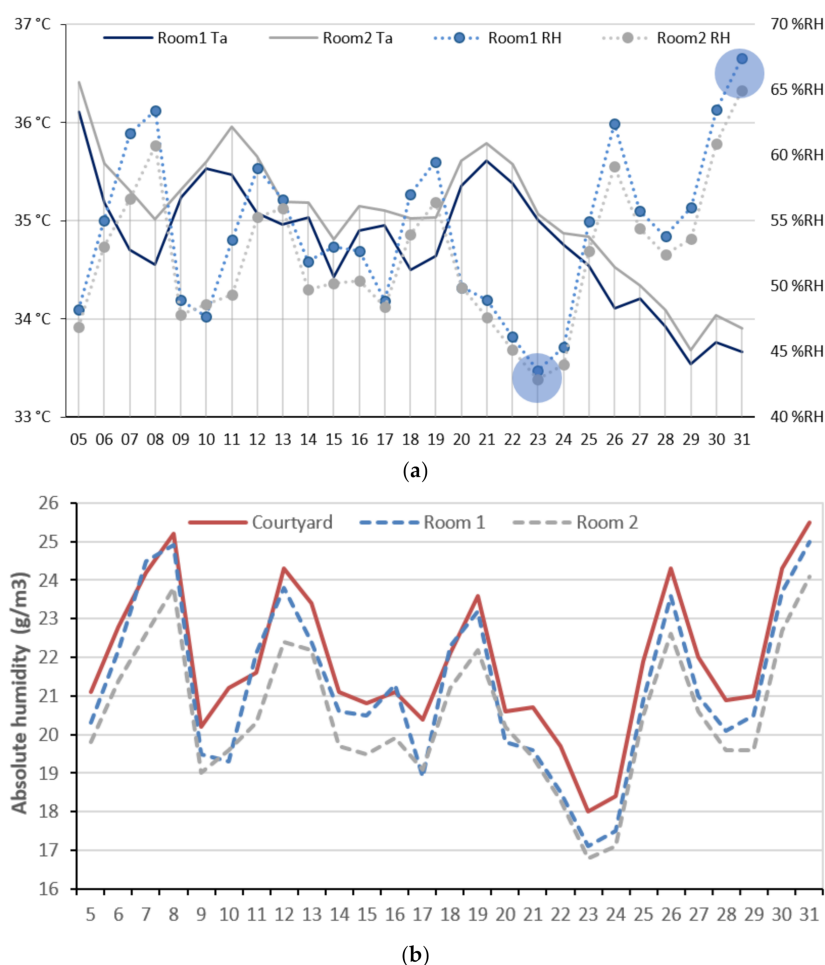 37 °C 70 %RH
Room1 Ta Room2 Ta Room1 RH Room2 RH
65 %RH
36 °C
60 %RH
35 °C 55 %RH
50 %RH
34 °C
45 %RH
33 °C 40 %RH
05 06 07 08 09 10 11 12 13 14 15 16 17 18 19 20 21 22 23 24 25 26 27 28 29 30 31
(a)
26
Courtyard Room 1 Room 2
25
24
23
22
21
20
19
18
17
16
Absolute humidity (g/m3)
5 6 7 8 9 10 11 12 13 14 15 16 17 18 19 20 21 22 23 24 25 26 27 28 29 30 31
(b)